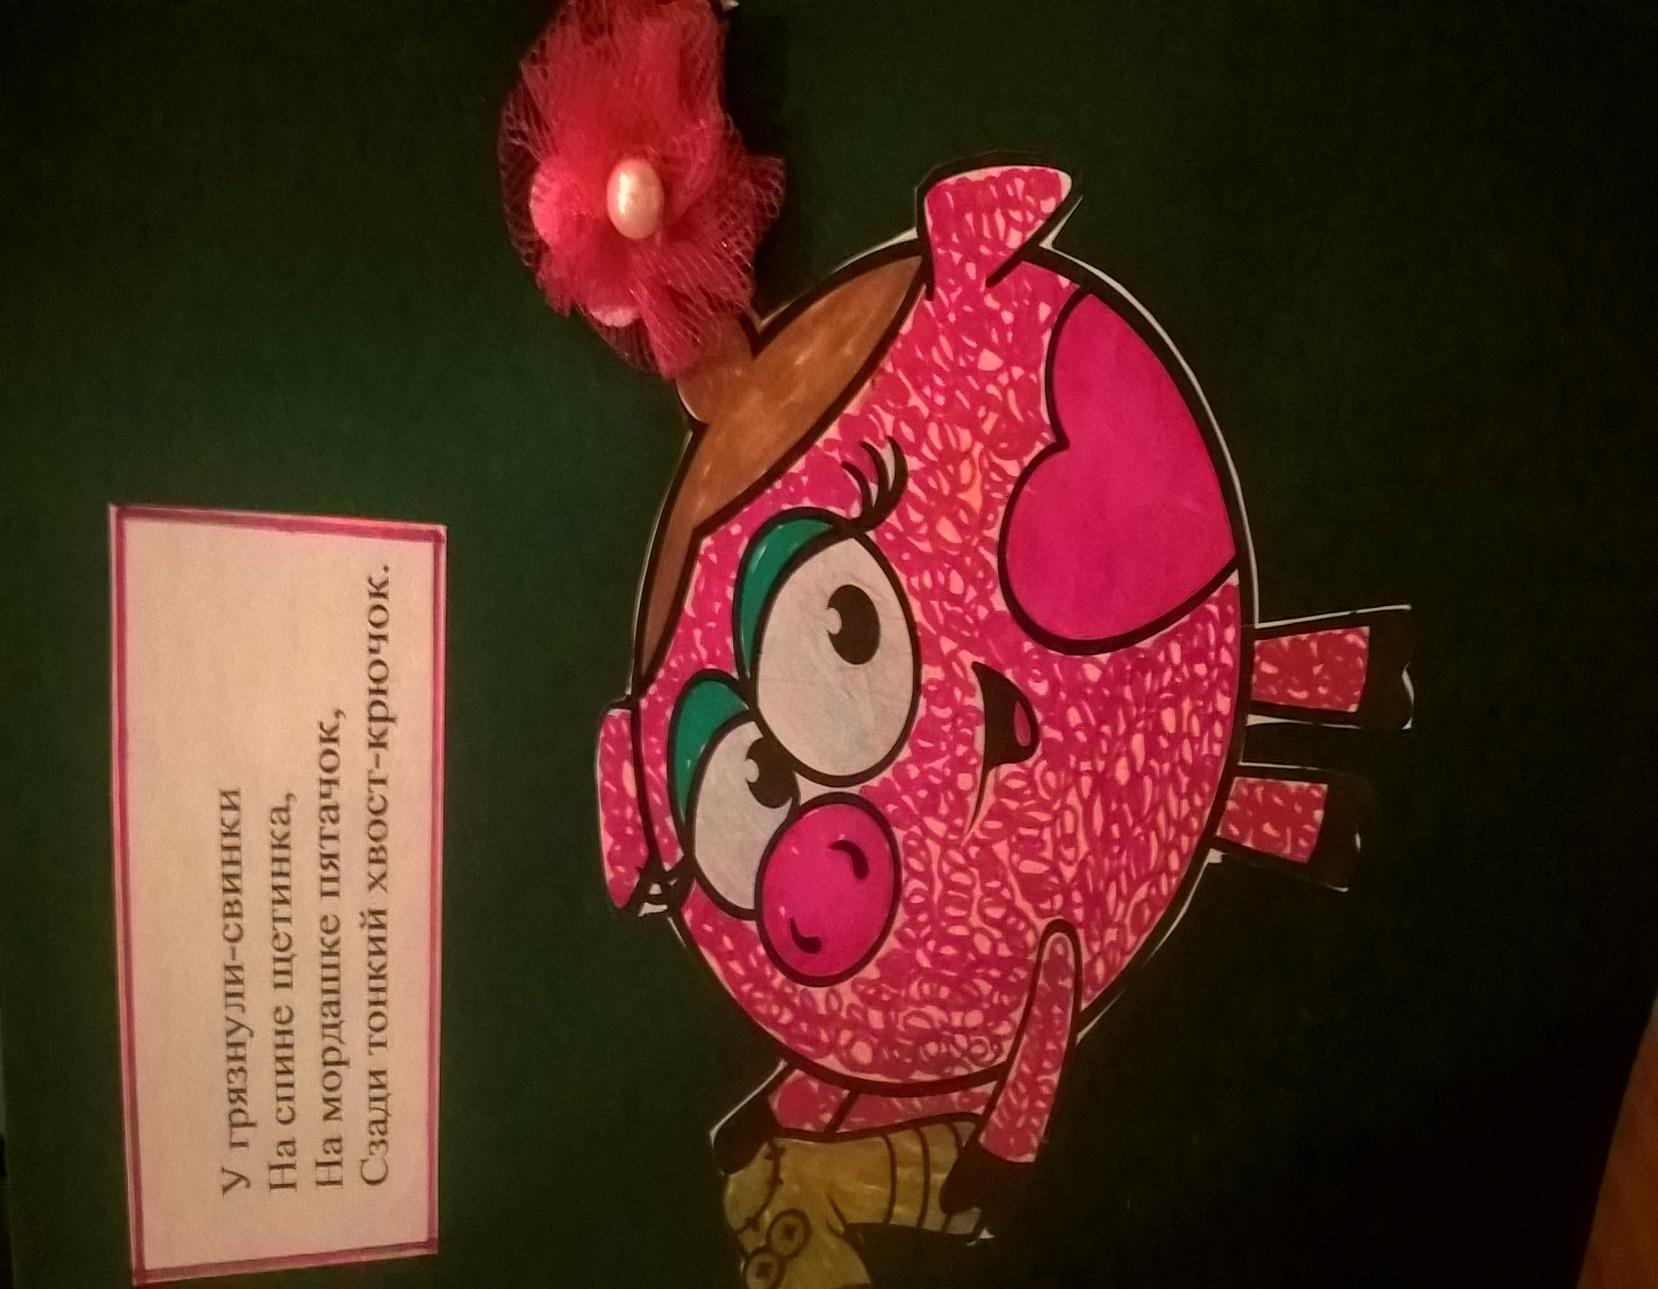 У грязнули-свинки
На спине щетинка,
На мордашке пятачок,
Сзади тонкий хвост-крючок.